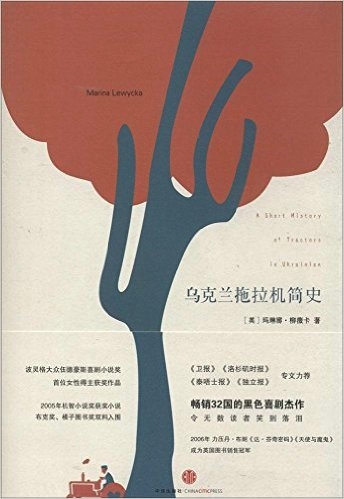 Marina Lewycka
A Short History
of Tractors
in Ukrainian
乌克兰拖拉机简史
[英] 玛琳娜·柳薇卡 著
波灵格大众伍德豪斯喜剧小说奖
首位女性得主获奖作品
2005年机智小说奖获奖小说
布克奖、橘子图书奖双料入围
《卫报》《洛杉矶时报》
《泰晤士报》《独立报》
专文力荐
畅销32国的黑色喜剧杰作
令无数读者笑到落泪
2006年 力压丹·布朗《达·芬奇密码》《天使与魔鬼》
成为英国图书销售冠军
中信出版社·CHINACITICPRESS